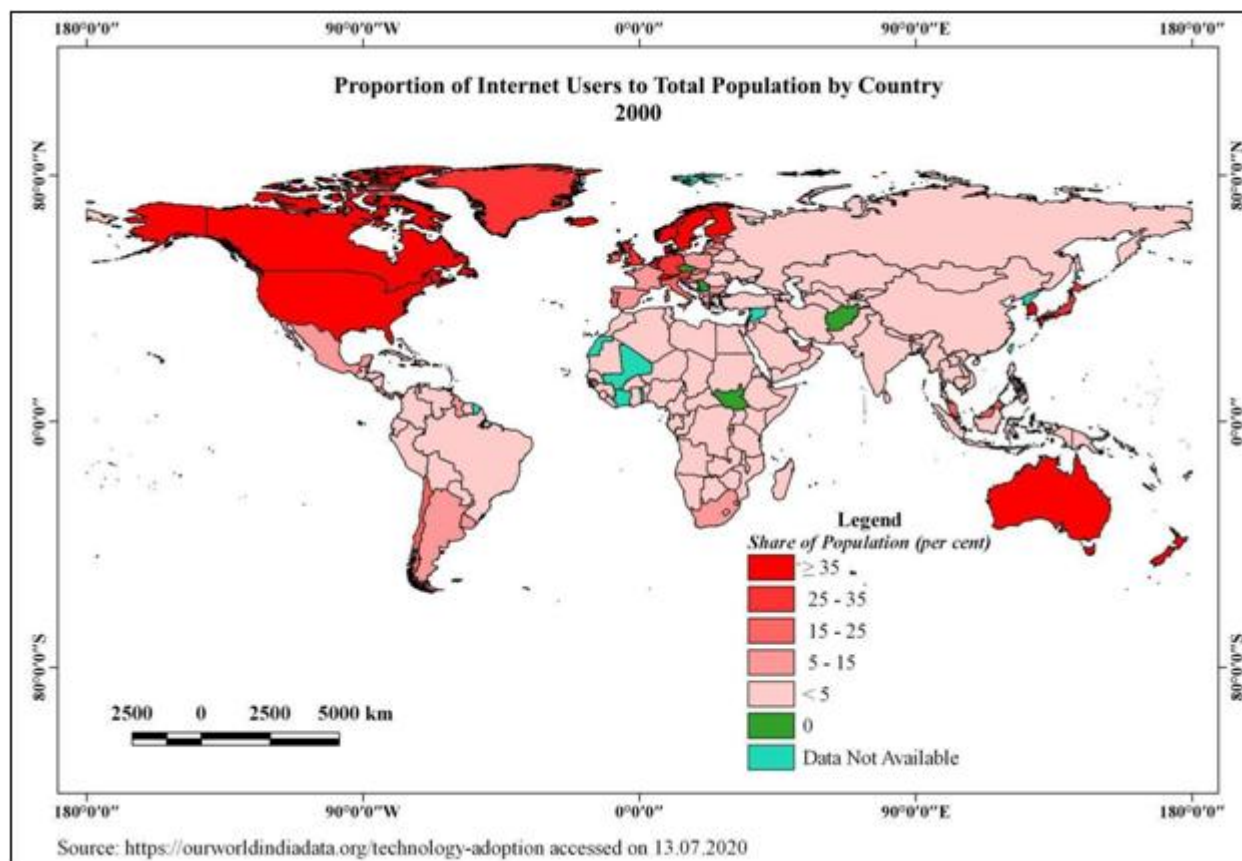 180°0'0" 90°0'0"W 0°0'0" 90°0'0"E 180°0'0"
Proportion of Internet Users to Total Population by Country
2000
80°0'0"N 80°0'0"N
0°0'0" 0°0'0"
80°0'0"S 80°0'0"S
Legend
Share of Population (per cent)
≥ 35
25 - 35
15 - 25
5 - 15
< 5
0
Data Not Available
2500 0 2500 5000 km
180°0'0" 90°0'0"W 0°0'0" 90°0'0"E 180°0'0"
Source: https://ourworldindiadata.org/technology-adoption accessed on 13.07.2020